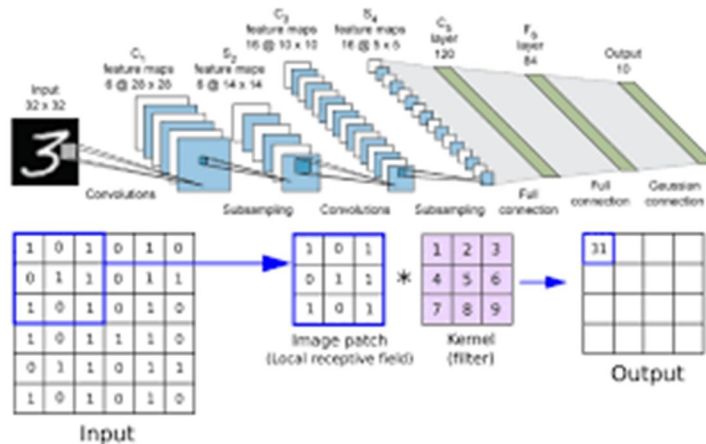 Input
32 x 32
C1
feature maps
6 @ 28 x 28
S2
feature maps
6 @ 14 x 14
C3
feature maps
16 @ 10 x 10
S4
feature maps
16 @ 5 x 5
C5
layer
120
F6
layer
84
Output
10
3
Convolutions
Subsampling
Convolutions
Subsampling
Full
connection
Full
connection
Gaussian
connection
1 0 1 0 1 0
0 1 1 0 1 1
1 0 1 0 1 0
1 0 1 1 1 0
0 1 1 0 1 1
1 0 1 0 1 0
Input
1 0 1
0 1 1
1 0 1
Image patch
(Local receptive field)
*
1 2 3
4 5 6
7 8 9
Kernel
(filter)
31
Output